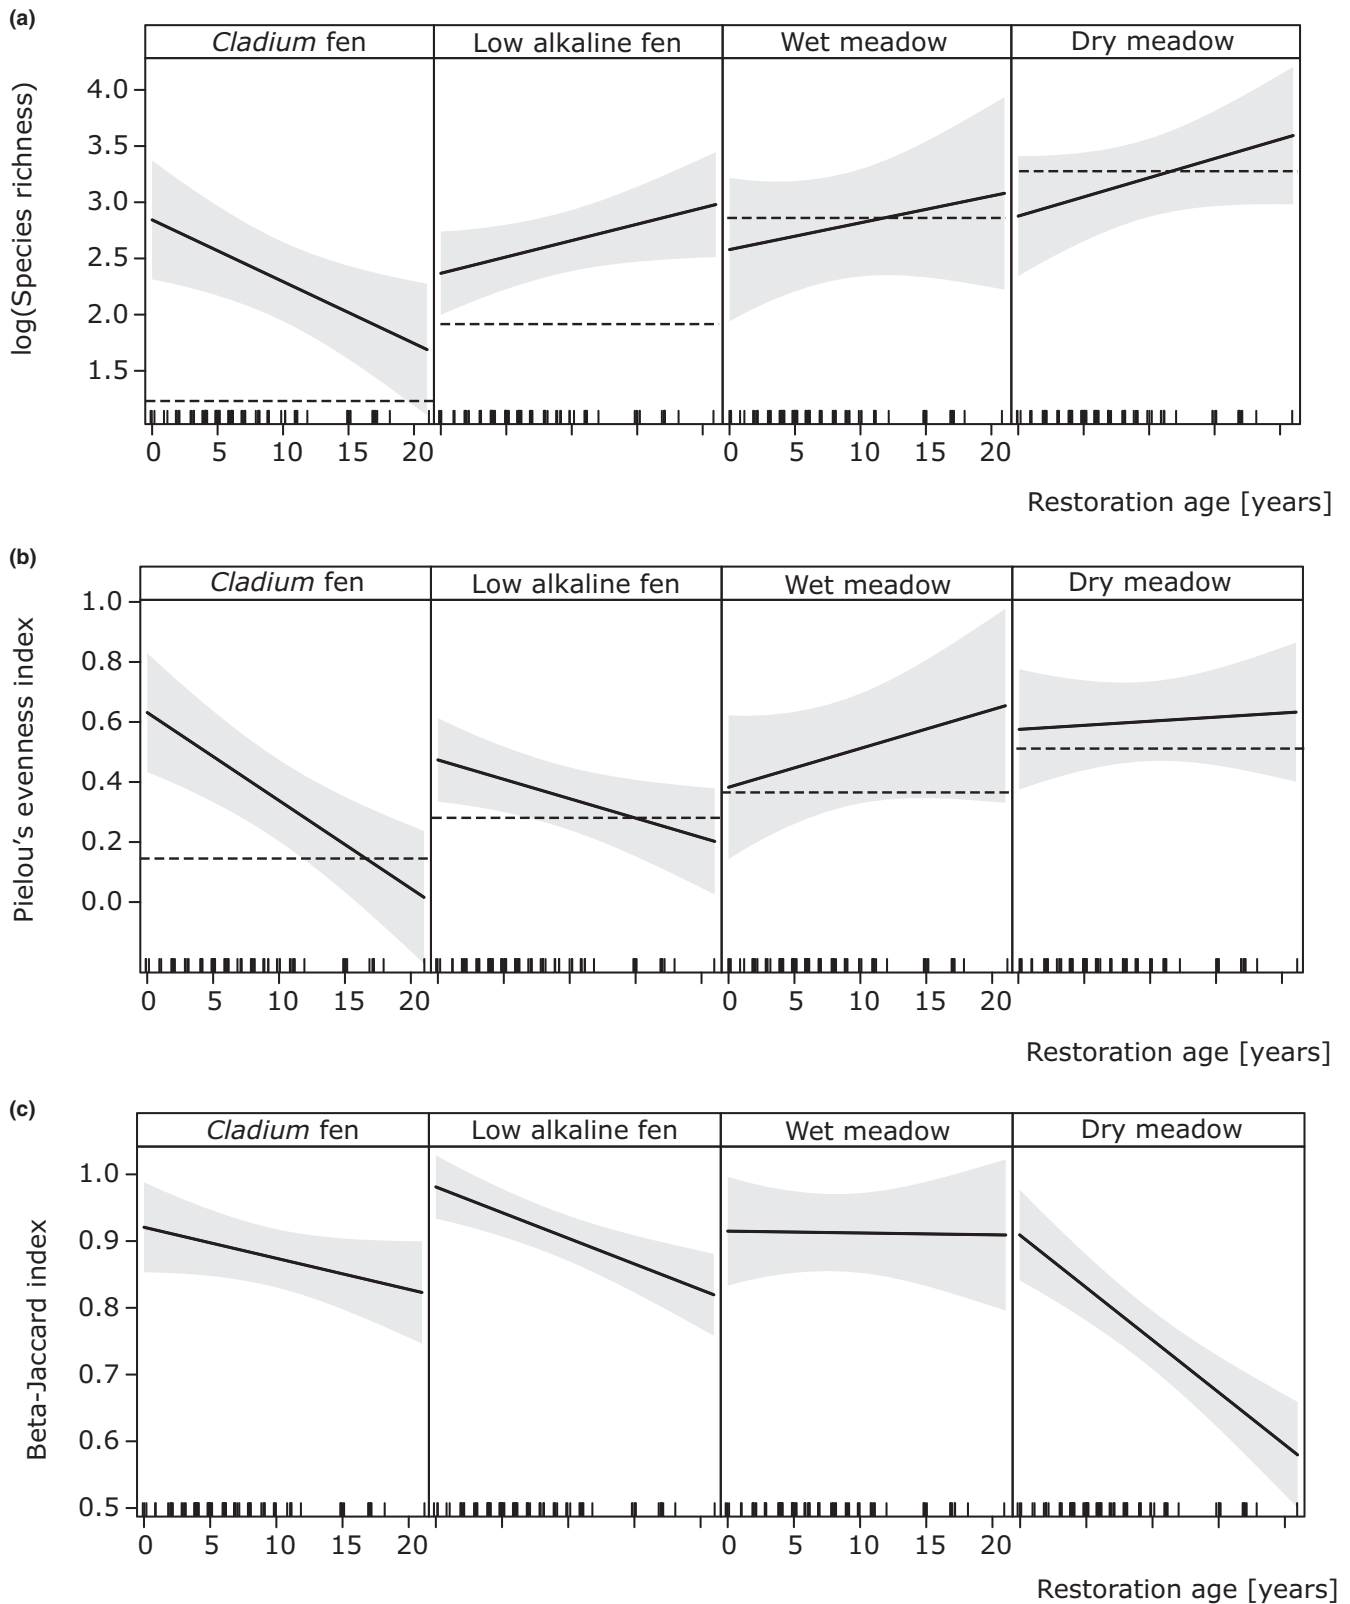 (a)
Cladium fen Low alkaline fen Wet meadow Dry meadow
log(Species richness)
4.0
3.5
3.0
2.5
2.0
1.5
0 5 10 15 20 0 5 10 15 20
Restoration age [years]
(b)
Cladium fen Low alkaline fen Wet meadow Dry meadow
Pielou’s evenness index
1.0
0.8
0.6
0.4
0.2
0.0
0 5 10 15 20 0 5 10 15 20
Restoration age [years]
(c)
Cladium fen Low alkaline fen Wet meadow Dry meadow
Beta-Jaccard index
1.0
0.9
0.8
0.7
0.6
0.5
0 5 10 15 20 0 5 10 15 20
Restoration age [years]